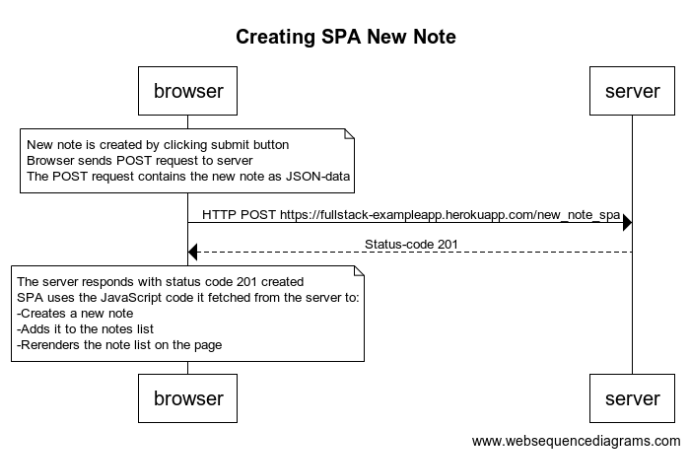 Creating SPA New Note
browser
server
New note is created by clicking submit button
Browser sends POST request to server
The POST request contains the new note as JSON-data
HTTP POST https://fullstack-exampleapp.herokuapp.com/new_note_spa
Status-code 201
The server responds with status code 201 created
SPA uses the JavaScript code it fetched from the server to:
-Creates a new note
-Adds it to the notes list
-Rerenders the note list on the page
browser
server
www.websequencediagrams.com